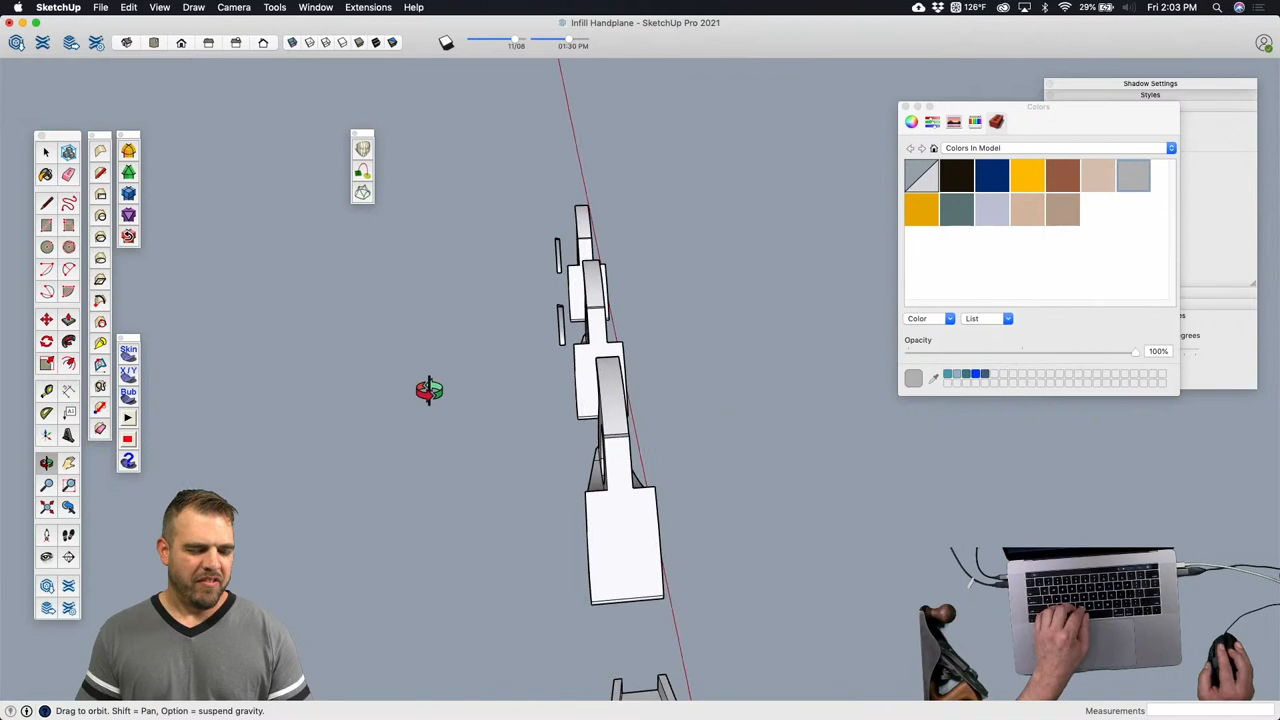 SketchUp File Edit View Draw Camera Tools Window Extensions Help
126°F 29% Fri 2:03 PM
Infill Handplane - SketchUp Pro 2021
11/08 01:30 PM
Shadow Settings
Styles
Colors
Colors In Model
Color List
Opacity
100%
Skin
X/Y
Bub
Drag to orbit. Shift = Pan, Option = suspend gravity.
Measurements